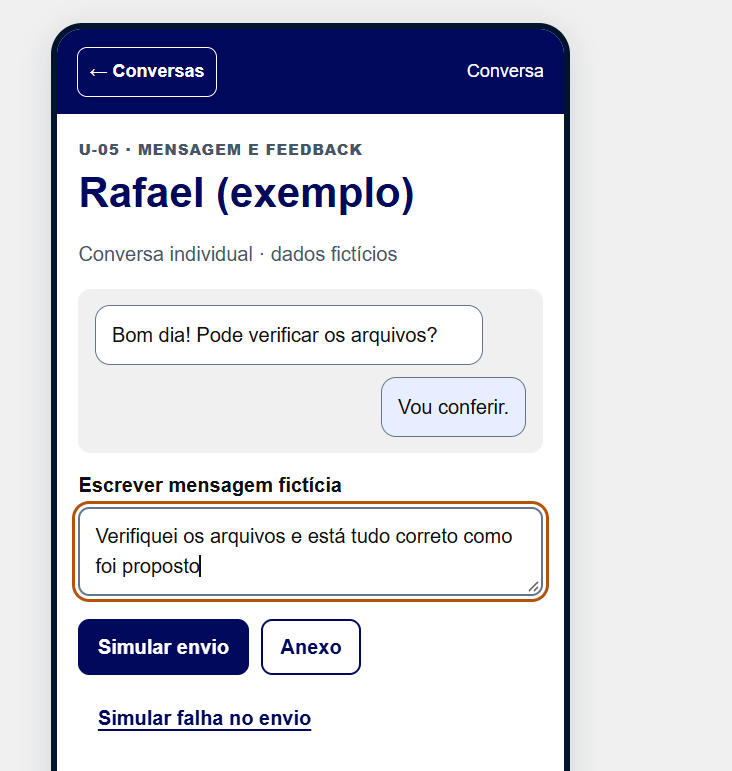 ← Conversas
Conversa
U-05 · MENSAGEM E FEEDBACK
Rafael (exemplo)
Conversa individual · dados fictícios
Bom dia! Pode verificar os arquivos?
Vou conferir.
Escrever mensagem fictícia
Verifiquei os arquivos e está tudo correto como
foi proposto
Simular envio
Anexo
Simular falha no envio